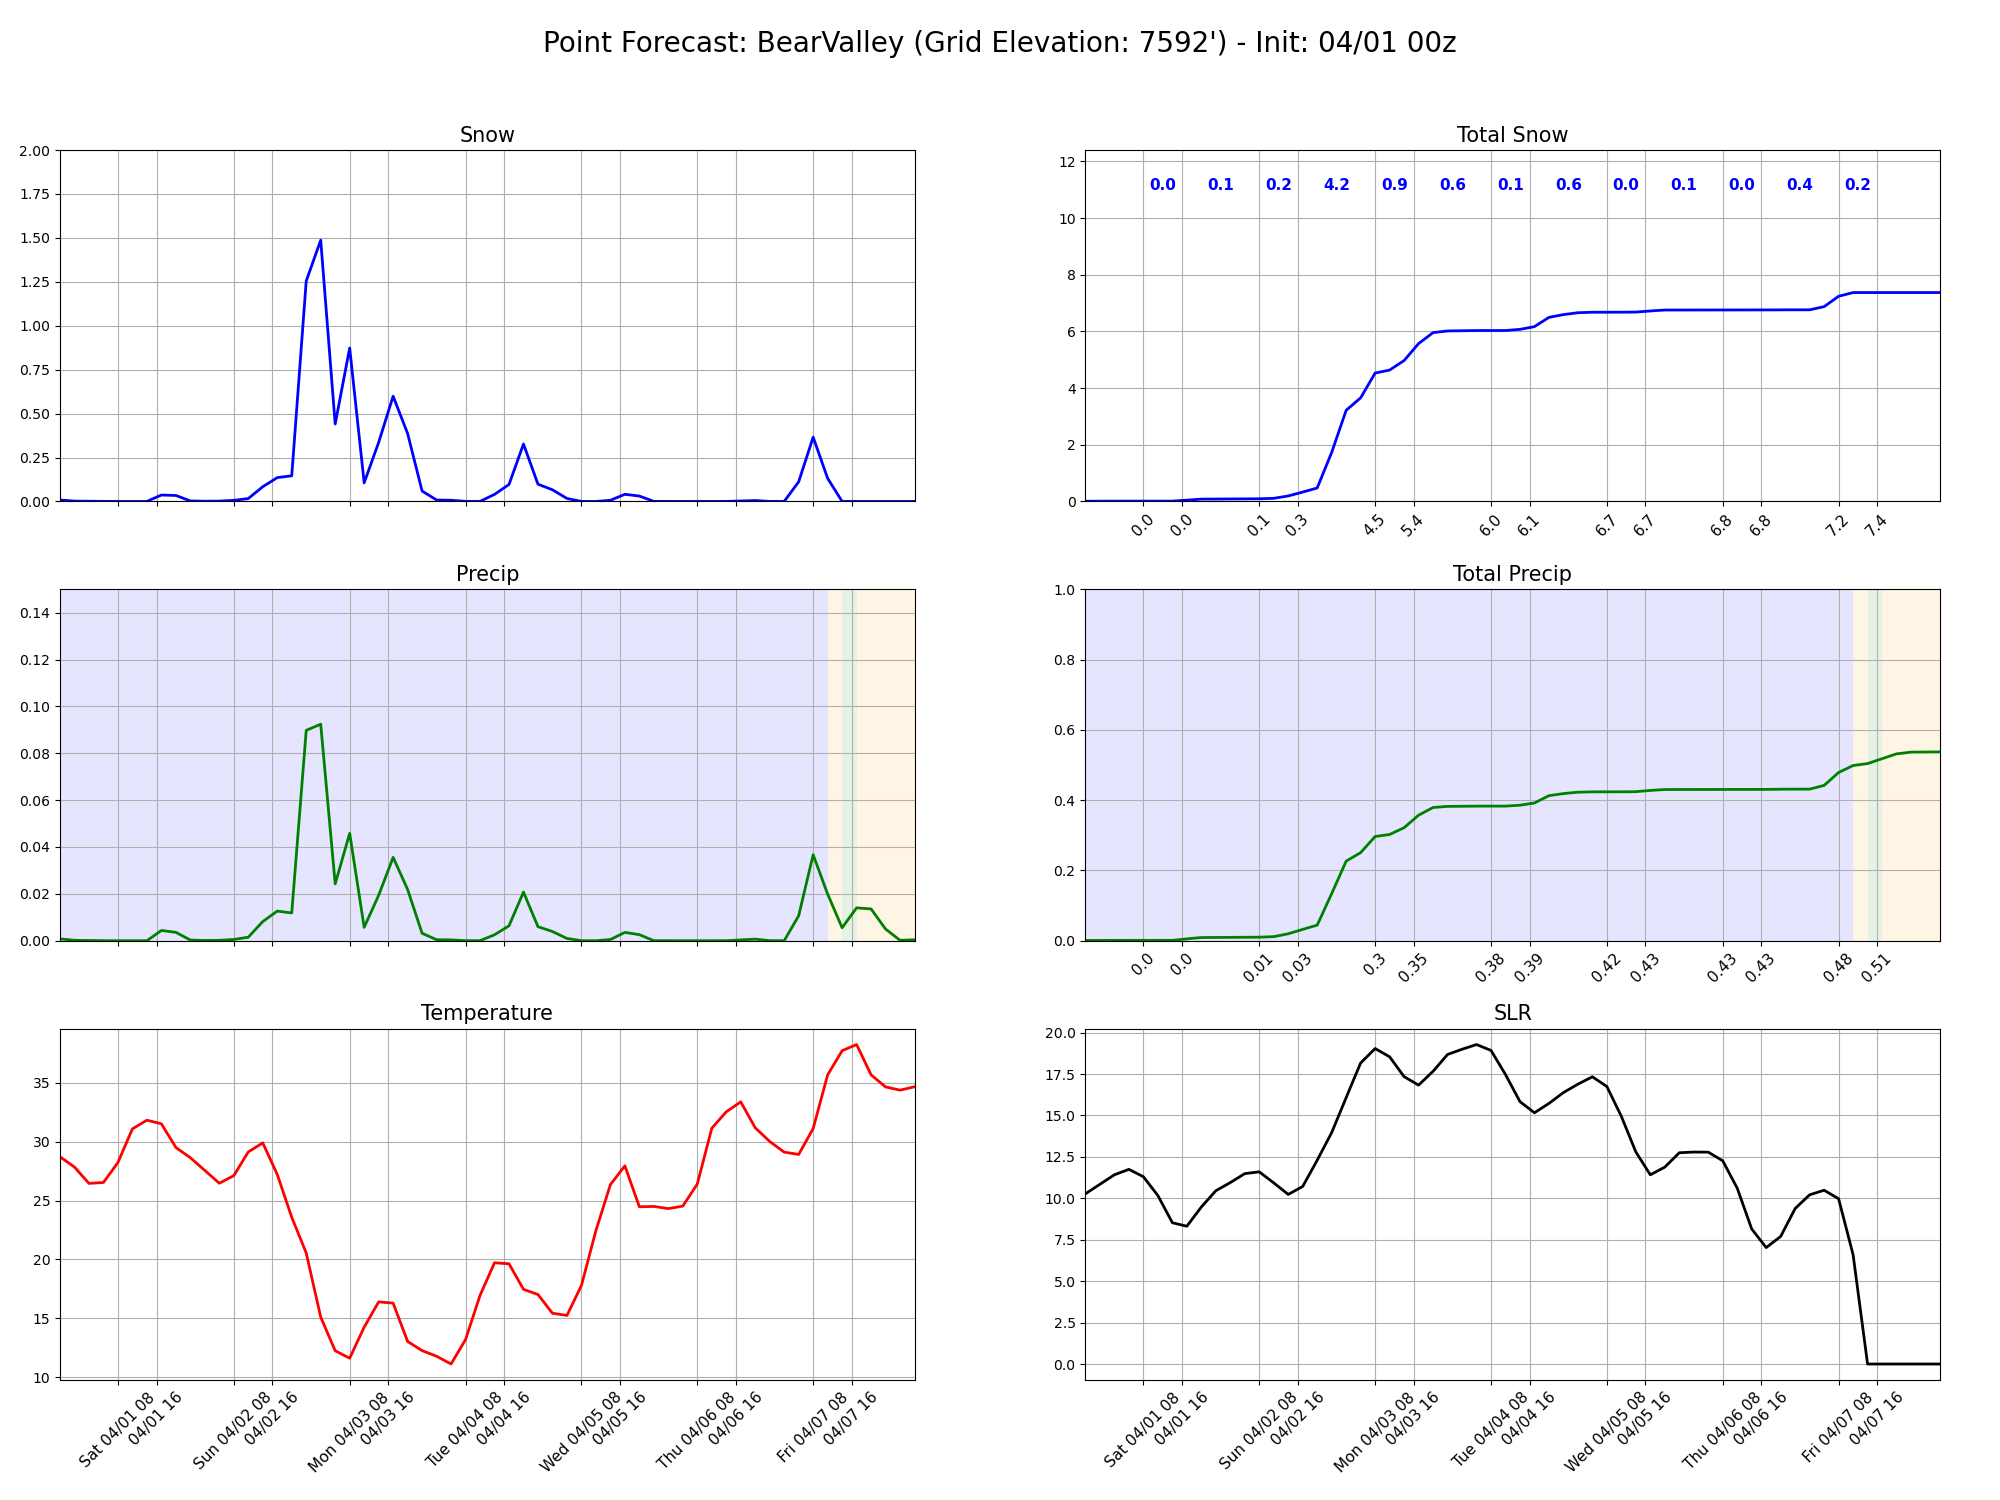 Point Forecast: BearValley (Grid Elevation: 7592') - Init: 04/01 00z
Snow
2.00
1.75
1.50
1.25
1.00
0.75
0.50
0.25
0.00
Total Snow
12
10
8
6
4
2
0
0.0 0.1 0.2 4.2 0.9 0.6 0.1 0.6 0.0 0.1 0.0 0.4 0.2
0.0 0.0 0.1 0.3 4.5 5.4 6.0 6.1 6.7 6.7 6.8 6.8 7.2 7.4
Precip
0.14
0.12
0.10
0.08
0.06
0.04
0.02
0.00
Total Precip
1.0
0.8
0.6
0.4
0.2
0.0
0.0 0.0 0.01 0.03 0.3 0.35 0.38 0.39 0.42 0.43 0.43 0.43 0.48 0.51
Temperature
35
30
25
20
15
10
Sat 04/01 08
04/01 16
Sun 04/02 08
04/02 16
Mon 04/03 08
04/03 16
Tue 04/04 08
04/04 16
Wed 04/05 08
04/05 16
Thu 04/06 08
04/06 16
Fri 04/07 08
04/07 16
SLR
20.0
17.5
15.0
12.5
10.0
7.5
5.0
2.5
0.0
Sat 04/01 08
04/01 16
Sun 04/02 08
04/02 16
Mon 04/03 08
04/03 16
Tue 04/04 08
04/04 16
Wed 04/05 08
04/05 16
Thu 04/06 08
04/06 16
Fri 04/07 08
04/07 16